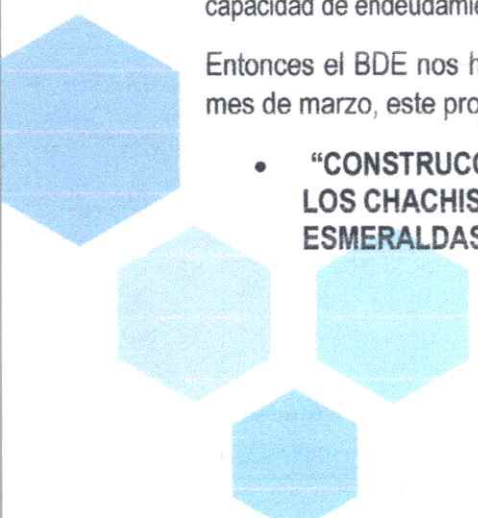 capacidad de endeudamie
Entonces el BDE nos h
mes de marzo, este pro
• “CONSTRUCC
LOS CHACHIS
ESMERALDAS